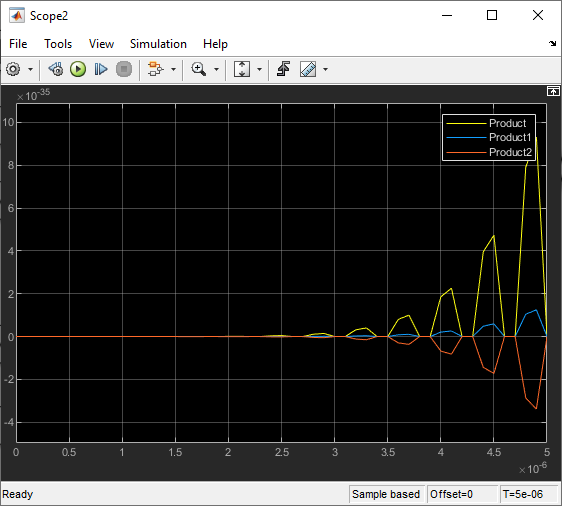 Scope2
File Tools View Simulation Help
×10^-35
Product
Product1
Product2
10
8
6
4
2
0
-2
-4
0 0.5 1 1.5 2 2.5 3 3.5 4 4.5 5
×10^-6
Ready Sample based Offset=0 T=5e-06